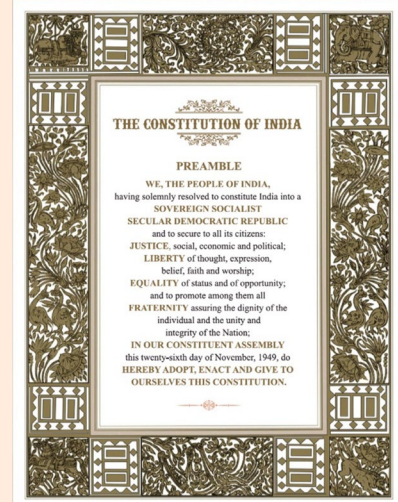 THE CONSTITUTION OF INDIA
PREAMBLE
WE, THE PEOPLE OF INDIA,
having solemnly resolved to constitute India into a
SOVEREIGN SOCIALIST
SECULAR DEMOCRATIC REPUBLIC
and to secure to all its citizens:
JUSTICE, social, economic and political;
LIBERTY of thought, expression,
belief, faith and worship;
EQUALITY of status and of opportunity;
and to promote among them all
FRATERNITY assuring the dignity of the
individual and the unity and
integrity of the Nation;
IN OUR CONSTITUENT ASSEMBLY
this twenty-sixth day of November, 1949, do
HEREBY ADOPT, ENACT AND GIVE TO
OURSELVES THIS CONSTITUTION.